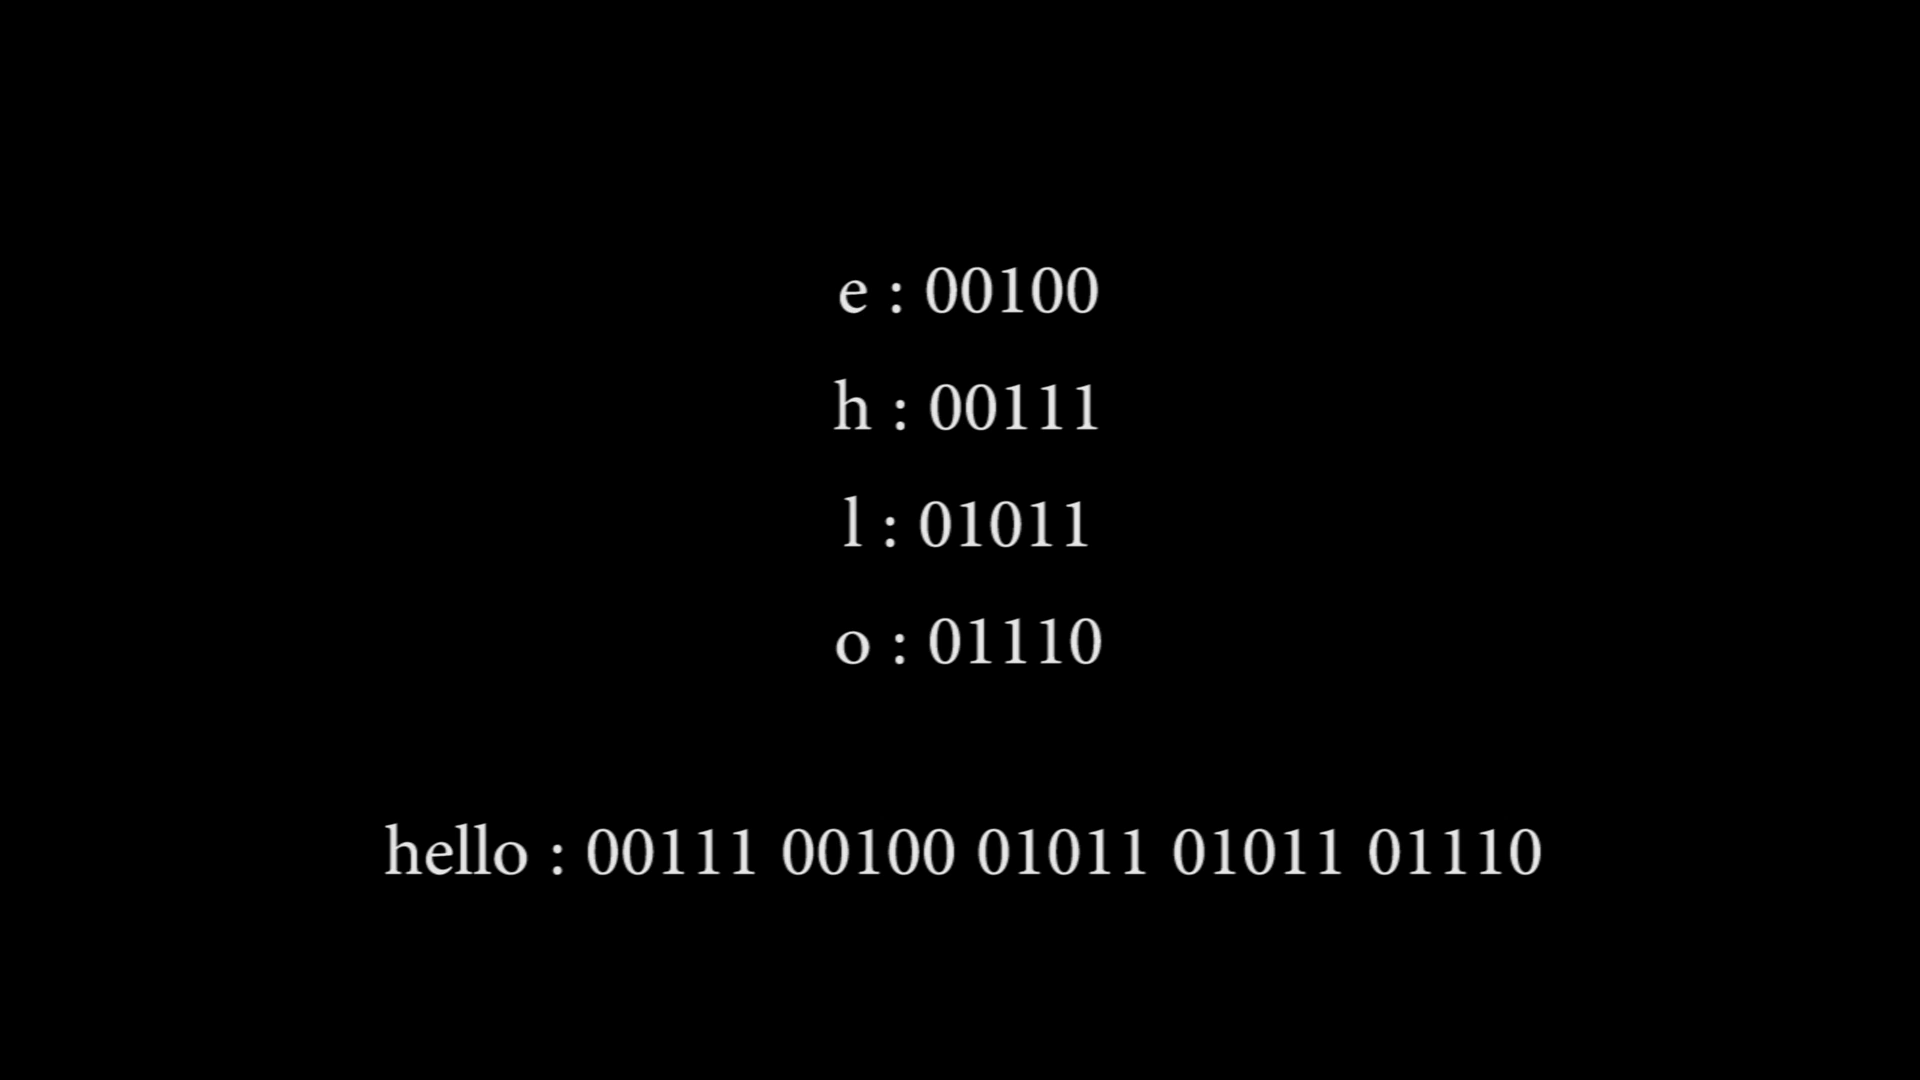 e : 00100
h : 00111
l : 01011
o : 01110
hello : 00111 00100 01011 01011 01110